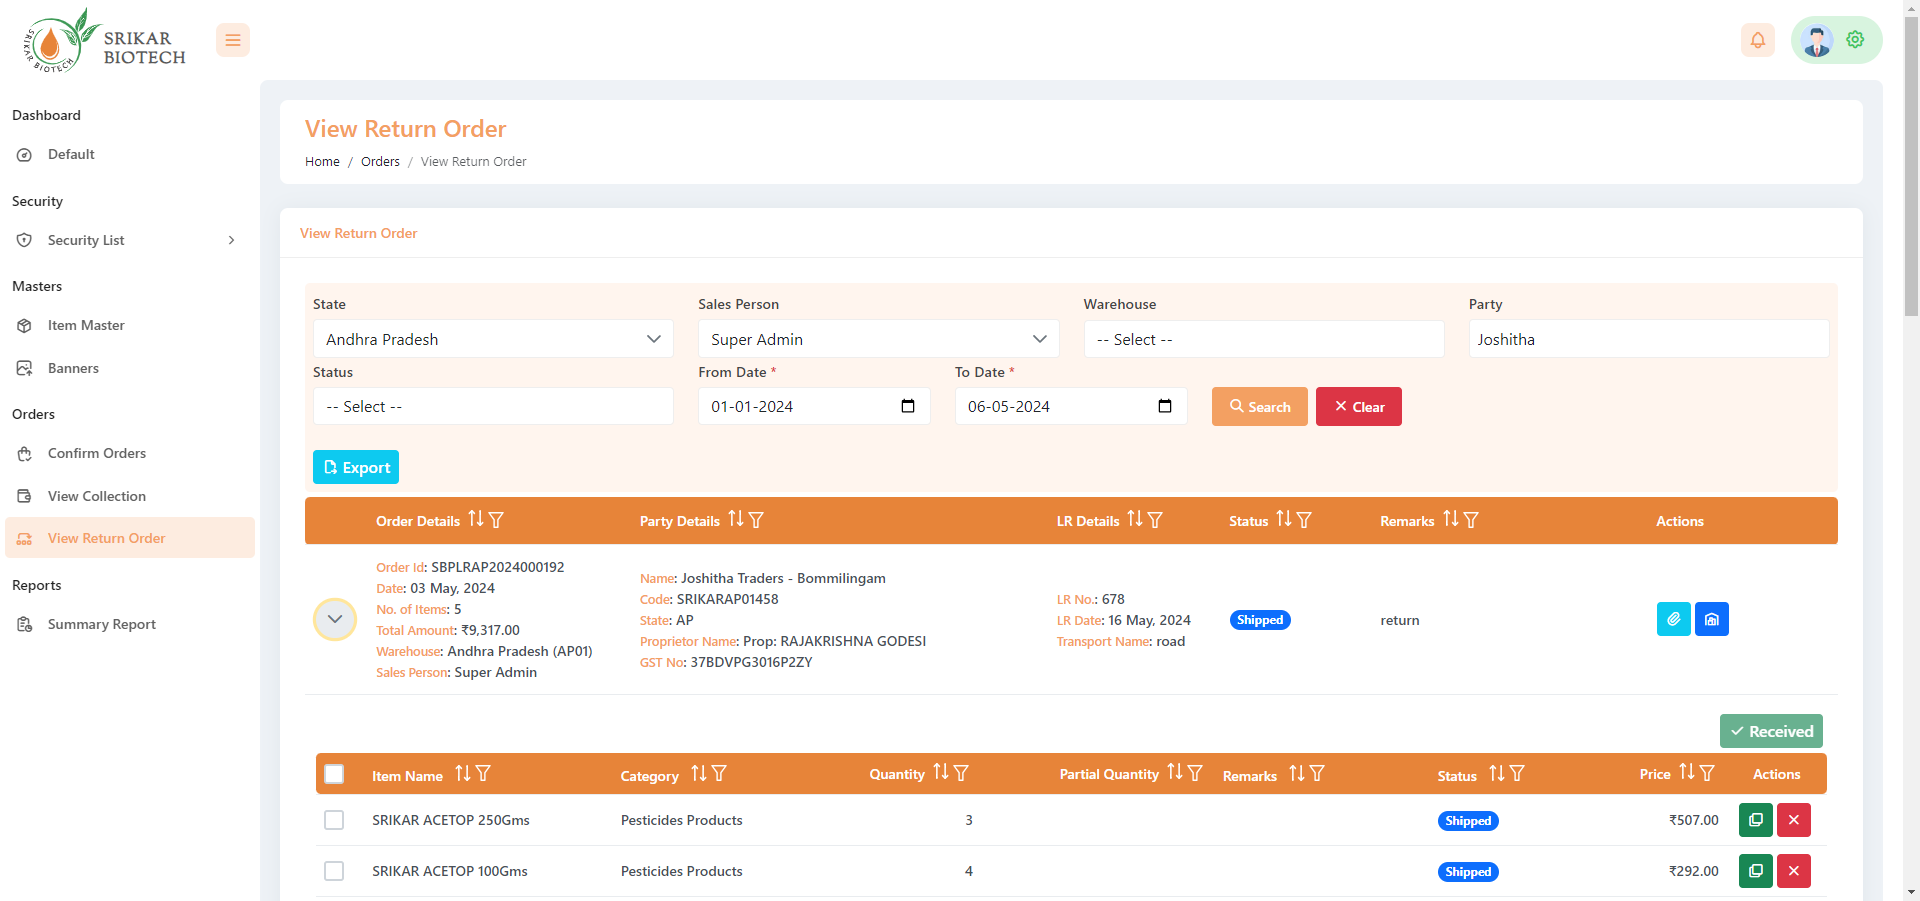 SRIKAR BIOTECH
SRIKAR
BIOTECH
Dashboard
Default
Security
Security List
Masters
Item Master
Banners
Orders
Confirm Orders
View Collection
View Return Order
Reports
Summary Report
View Return Order
Home / Orders / View Return Order
View Return Order
State Sales Person Warehouse Party
Andhra Pradesh Super Admin -- Select -- Joshitha
Status From Date * To Date *
-- Select -- 01-01-2024 06-05-2024 Search Clear
Export
Order Details Party Details LR Details Status Remarks Actions
Order Id: SBPLRAP2024000192
Date: 03 May, 2024
No. of Items: 5
Total Amount: ₹9,317.00
Warehouse: Andhra Pradesh (AP01)
Sales Person: Super Admin
Name: Joshitha Traders - Bommilingam
Code: SRIKARAP01458
State: AP
Proprietor Name: Prop: RAJAKRISHNA GODESI
GST No: 37BDVPG3016P2ZY
LR No.: 678
LR Date: 16 May, 2024
Transport Name: road
Shipped
return
Received
Item Name Category Quantity Partial Quantity Remarks Status Price Actions
SRIKAR ACETOP 250Gms Pesticides Products 3 Shipped ₹507.00
SRIKAR ACETOP 100Gms Pesticides Products 4 Shipped ₹292.00